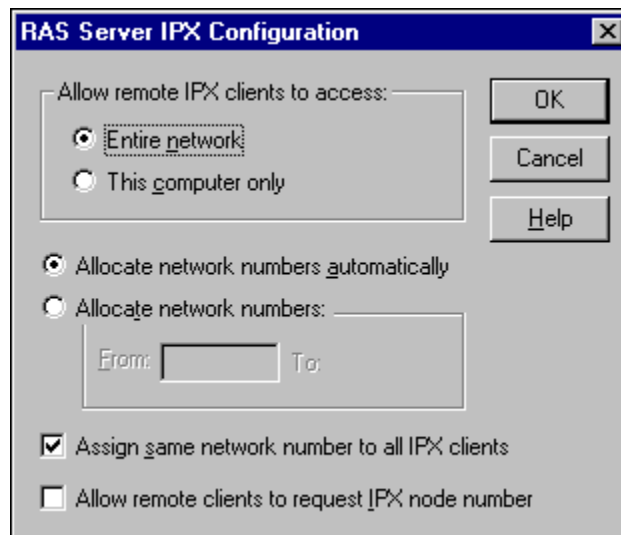 RAS Server IPX Configuration
Allow remote IPX clients to access:
Entire network
This computer only
OK
Cancel
Help
Allocate network numbers automatically
Allocate network numbers:
From: To:
Assign same network number to all IPX clients
Allow remote clients to request IPX node number